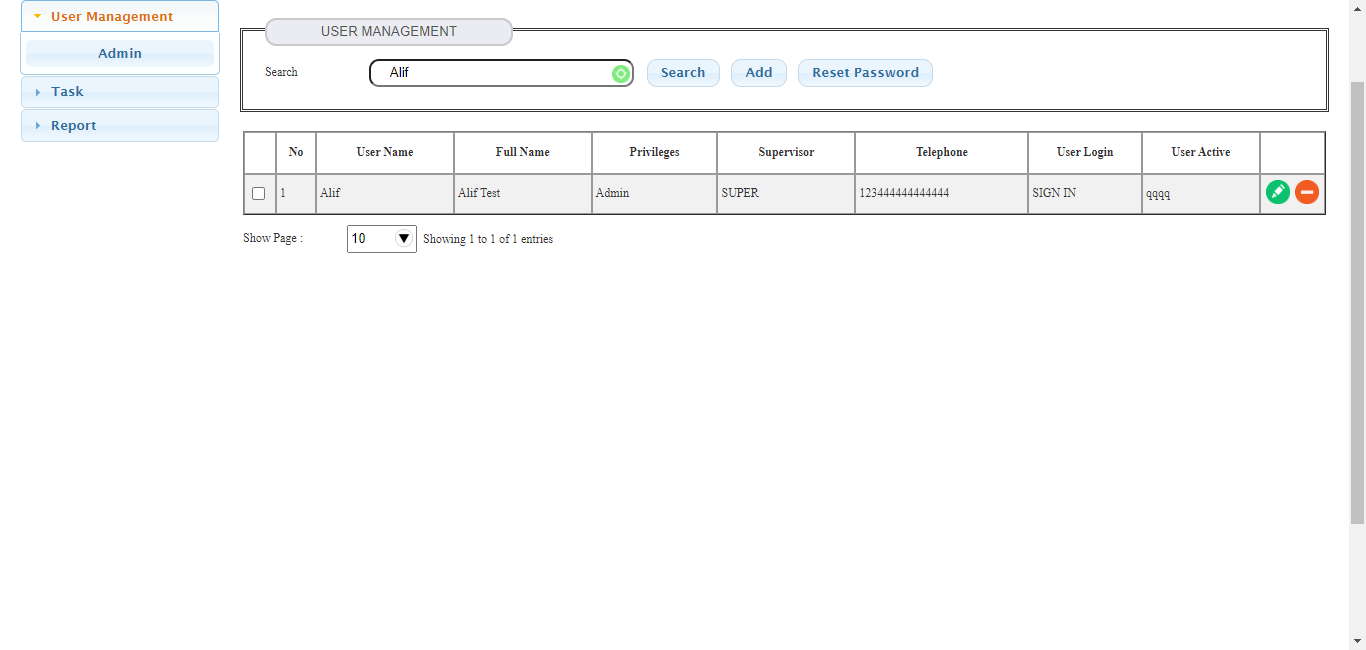 User Management
Admin
Task
Report
USER MANAGEMENT
Search Alif Search Add Reset Password
No User Name Full Name Privileges Supervisor Telephone User Login User Active
1 Alif Alif Test Admin SUPER 123444444444444 SIGN IN qqqq
Show Page : 10 Showing 1 to 1 of 1 entries